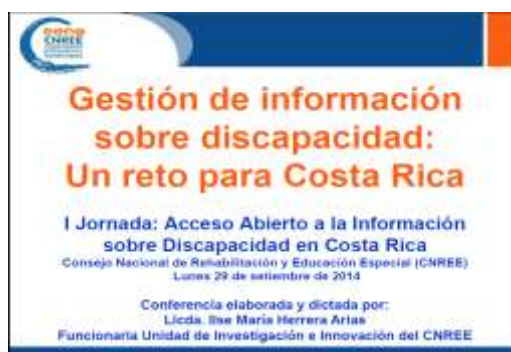 CNREE
Gestión de información
sobre discapacidad:
Un reto para Costa Rica
I Jornada: Acceso Abierto a la Información
sobre Discapacidad en Costa Rica
Consejo Nacional de Rehabilitación y Educación Especial (CNREE)
Lunes 29 de setiembre de 2014
Conferencia elaborada y dictada por:
Licda. Ilse María Herrera Arias
Funcionaria Unidad de Investigación e Innovación del CNREE